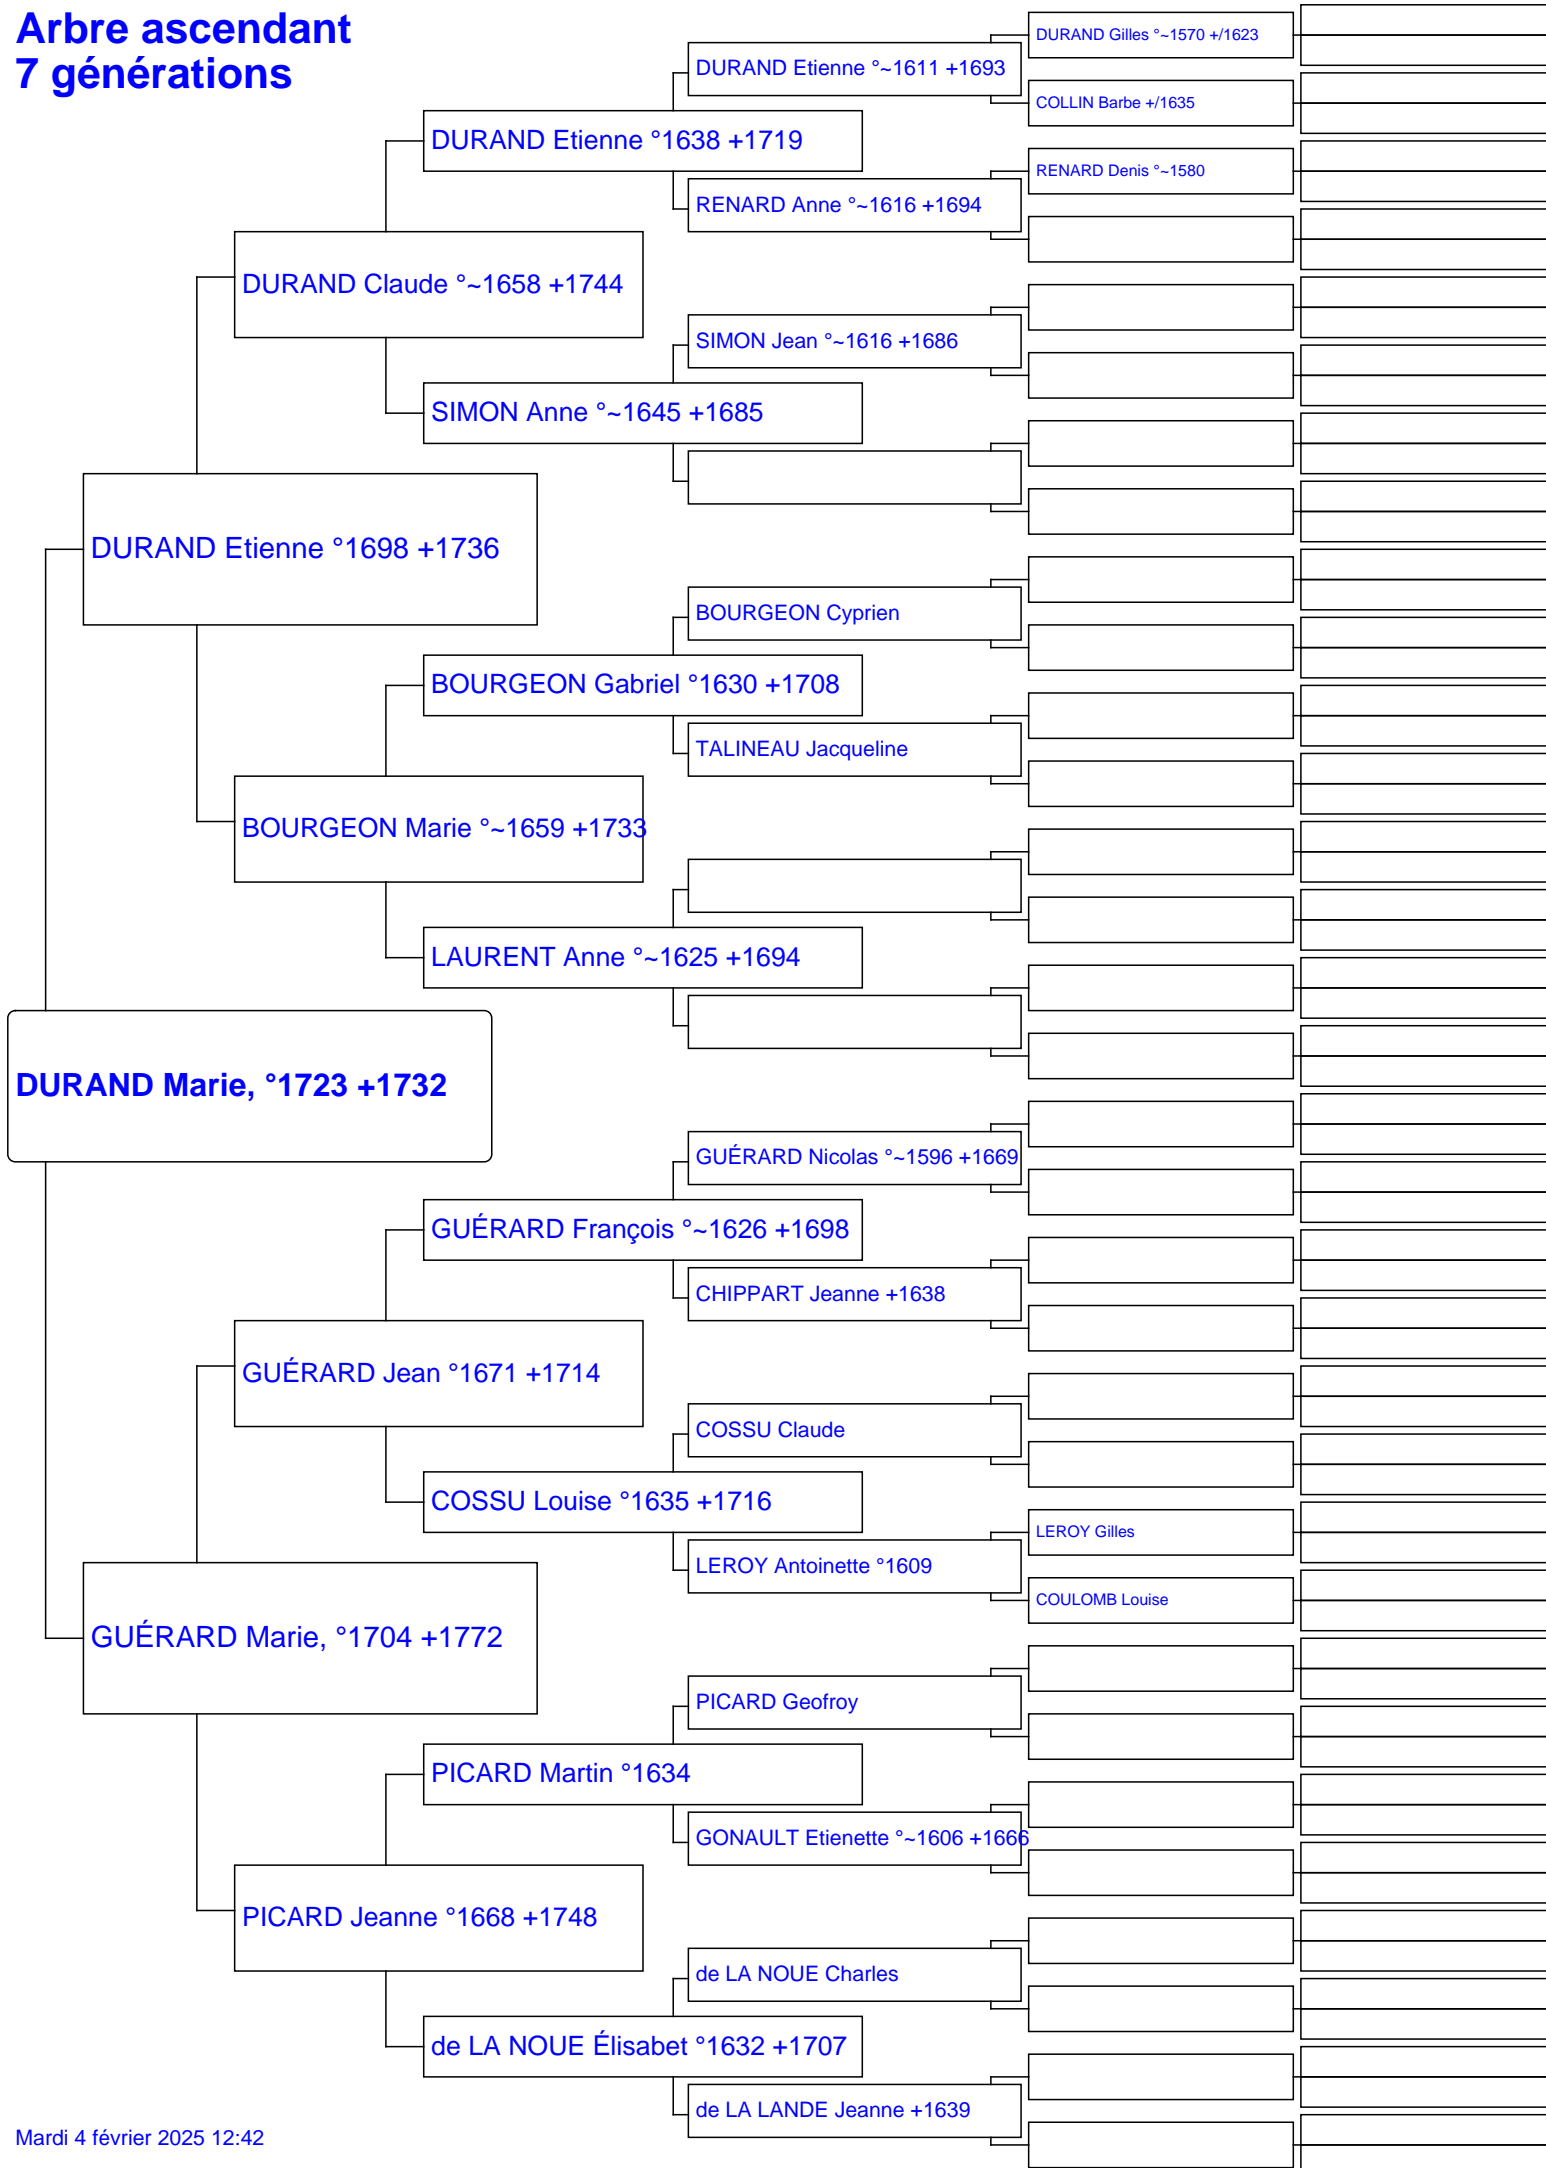 Arbre ascendant
7 générations
DURAND Gilles °~1570 +/1623
DURAND Etienne °~1611 +1693
COLLIN Barbe +/1635
DURAND Etienne °1638 +1719
RENARD Denis °~1580
RENARD Anne °~1616 +1694
DURAND Claude °~1658 +1744
SIMON Jean °~1616 +1686
SIMON Anne °~1645 +1685
DURAND Etienne °1698 +1736
BOURGEON Cyprien
BOURGEON Gabriel °1630 +1708
TALINEAU Jacqueline
BOURGEON Marie °~1659 +1733
LAURENT Anne °~1625 +1694
DURAND Marie, °1723 +1732
GUÉRARD Nicolas °~1596 +1669
GUÉRARD François °~1626 +1698
CHIPPART Jeanne +1638
GUÉRARD Jean °1671 +1714
COSSU Claude
COSSU Louise °1635 +1716
LEROY Gilles
LEROY Antoinette °1609
COULOMB Louise
GUÉRARD Marie, °1704 +1772
PICARD Geofroy
PICARD Martin °1634
GONAULT Etienette °~1606 +1666
PICARD Jeanne °1668 +1748
de LA NOUE Charles
de LA NOUE Élisabet °1632 +1707
de LA LANDE Jeanne +1639
Mardi 4 février 2025 12:42